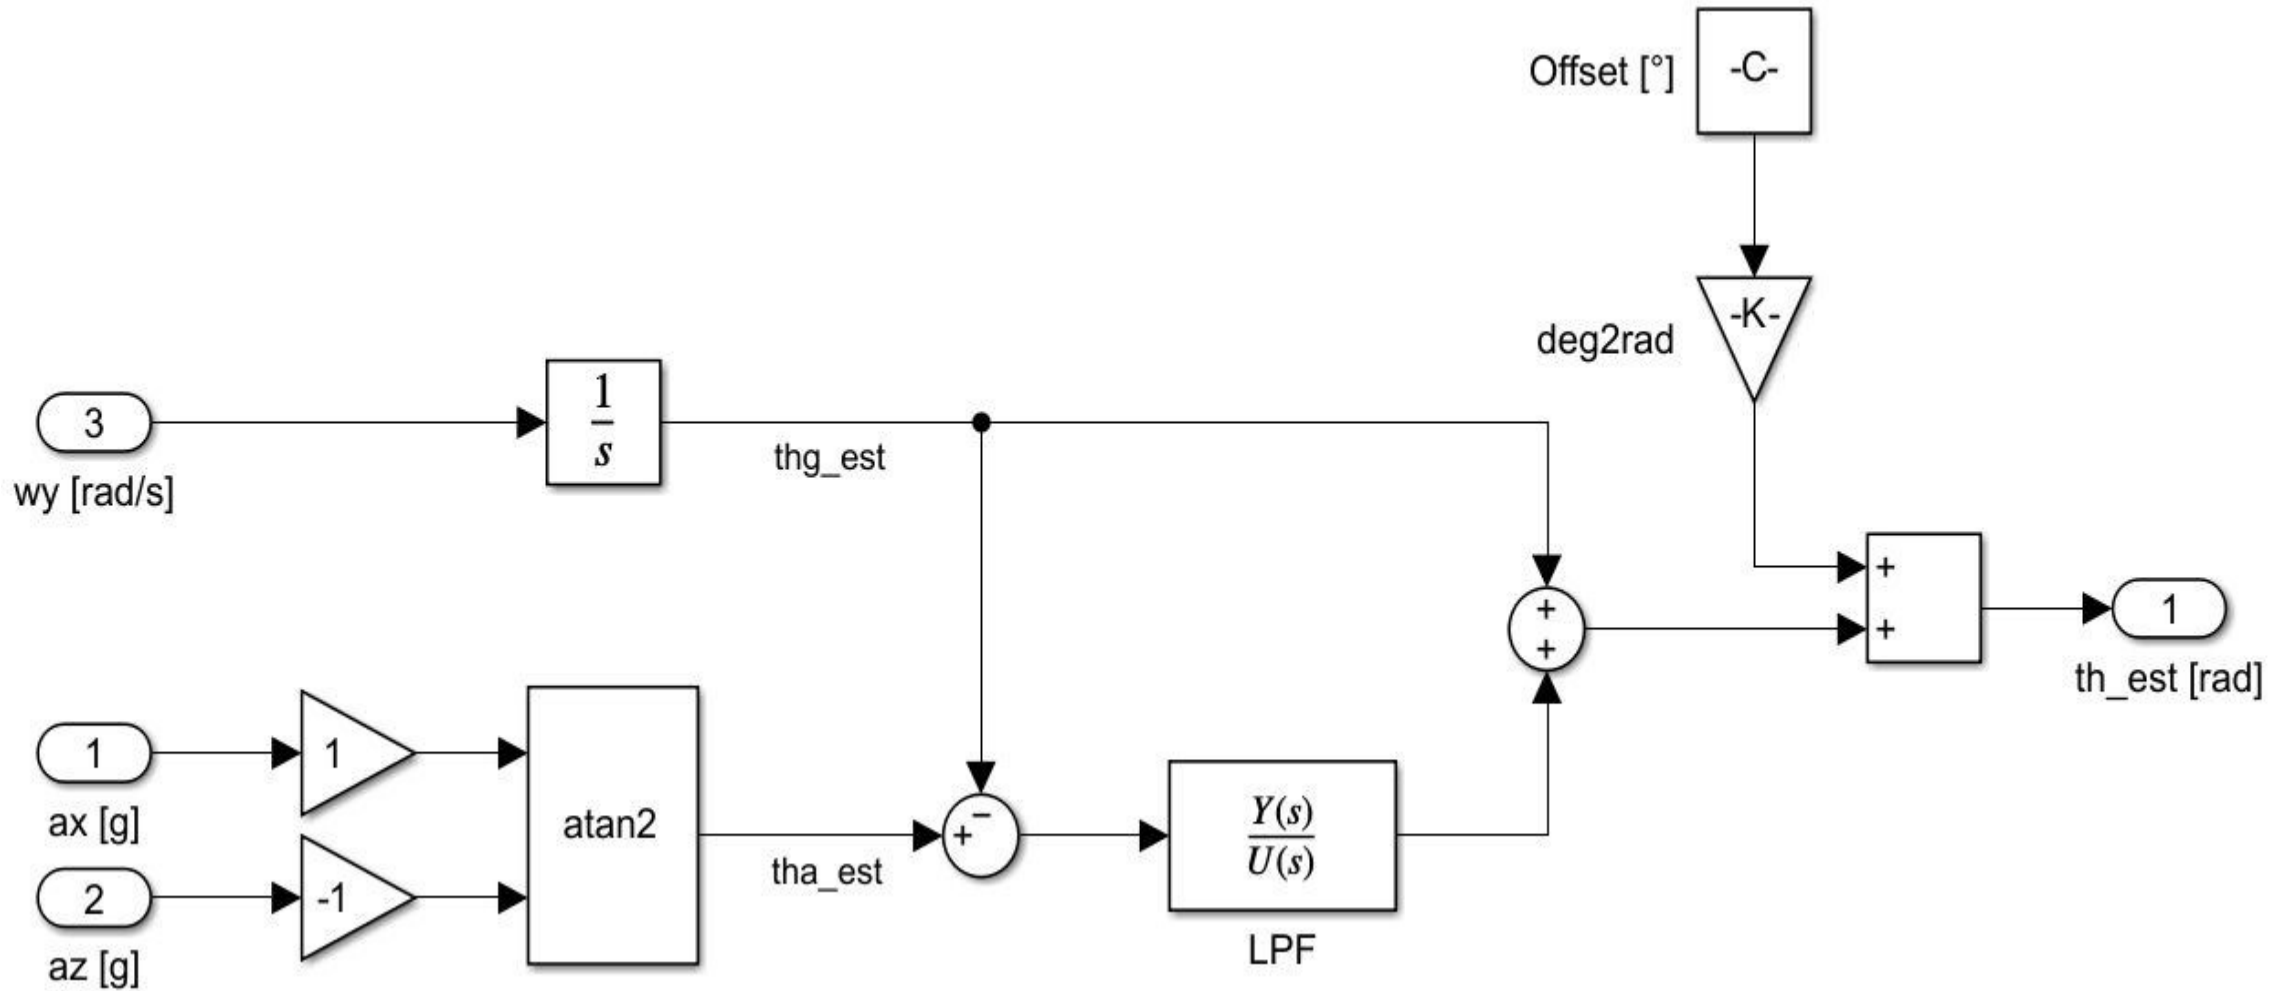 Offset [°]
-C-
-K-
deg2rad
3
wy [rad/s]
1
s
thg_est
+
+
+
+
1
th_est [rad]
1
ax [g]
1
2
az [g]
-1
atan2
tha_est
+
−
Y(s)
U(s)
LPF